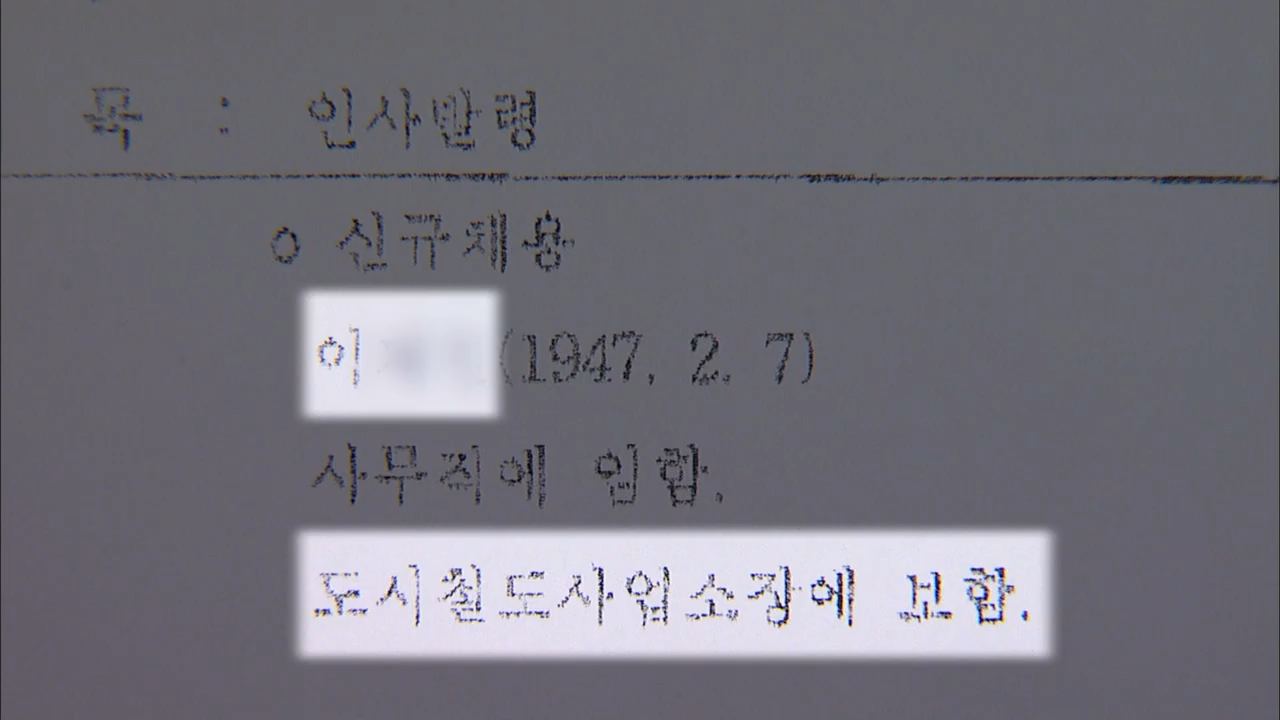 목 : 인사발령
o 신규채용
이 (1947. 2. 7)
사무직에 임함.
도시철도사업소장에 보함.